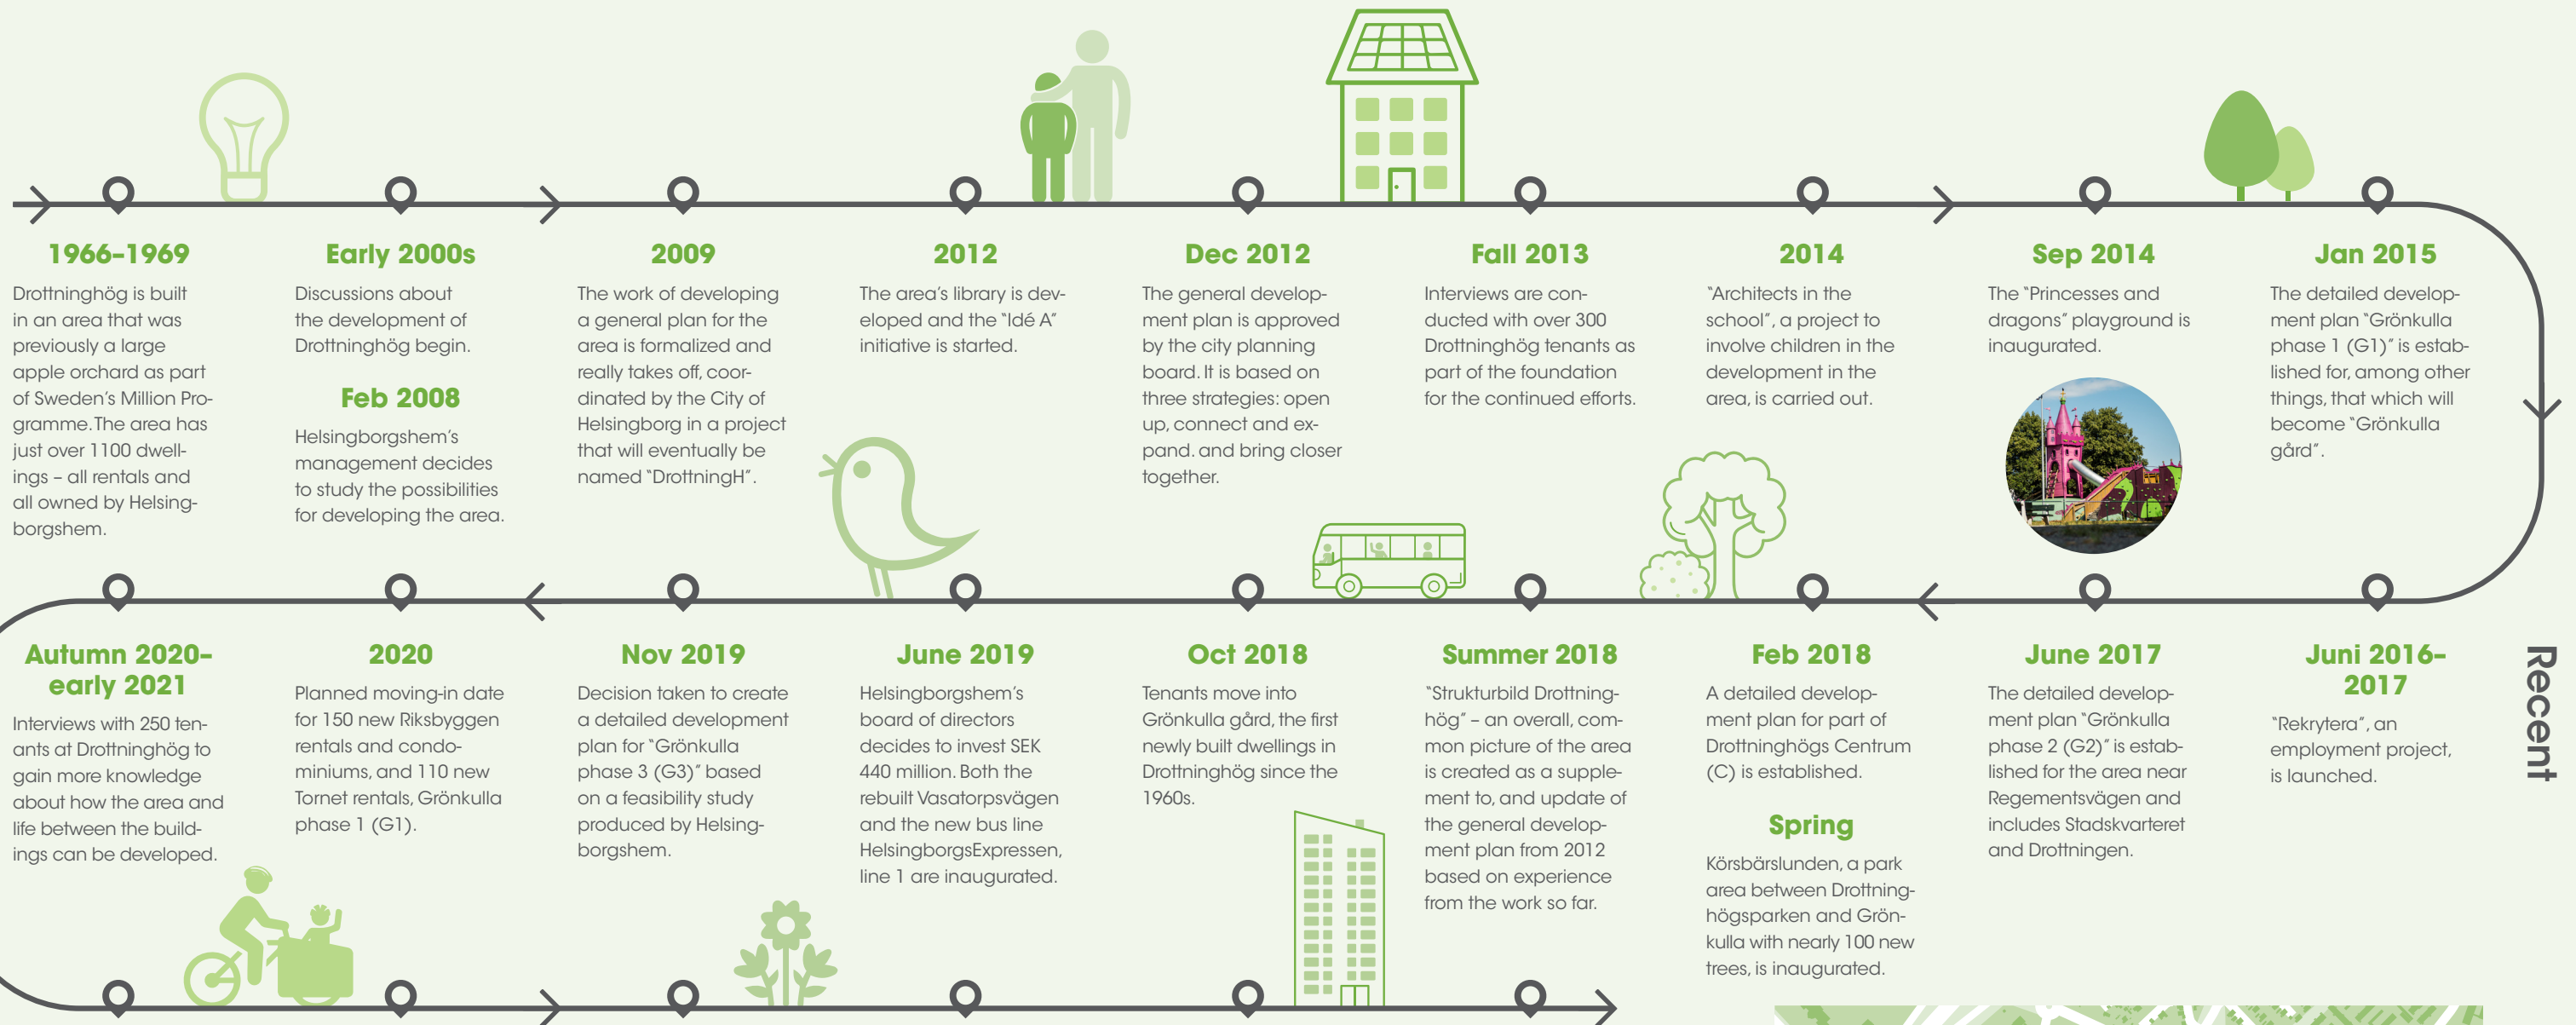 1966–1969
Drottninghög is built
in an area that was
previously a large
apple orchard as part
of Sweden’s Million Pro-
gramme. The area has
just over 1100 dwell-
ings – all rentals and
all owned by Helsing-
borgshem.
Early 2000s
Discussions about
the development of
Drottninghög begin.
Feb 2008
Helsingborgshem’s
management decides
to study the possibilities
for developing the area.
2009
The work of developing
a general plan for the
area is formalized and
really takes off, coor-
dinated by the City of
Helsingborg in a project
that will eventually be
named “DrottningH”.
2012
The area’s library is dev-
eloped and the “Idé A”
initiative is started.
Dec 2012
The general develop-
ment plan is approved
by the city planning
board. It is based on
three strategies: open
up, connect and ex-
pand. and bring closer
together.
Fall 2013
Interviews are con-
ducted with over 300
Drottninghög tenants as
part of the foundation
for the continued efforts.
2014
“Architects in the
school”, a project to
involve children in the
development in the
area, is carried out.
Sep 2014
The “Princesses and
dragons” playground is
inaugurated.
Jan 2015
The detailed develop-
ment plan “Grönkulla
phase 1 (G1)” is estab-
lished for, among other
things, that which will
become “Grönkulla
gård”.
Recent
Juni 2016–
2017
“Rekrytera”, an
employment project,
is launched.
June 2017
The detailed develop-
ment plan “Grönkulla
phase 2 (G2)” is estab-
lished for the area near
Regementsvägen and
includes Stadskvarteret
and Drottningen.
Feb 2018
A detailed develop-
ment plan for part of
Drottninghögs Centrum
(C) is established.
Spring
Körsbärslunden, a park
area between Drottning-
högsparken and Grön-
kulla with nearly 100 new
trees, is inaugurated.
Summer 2018
“Strukturbild Drottning-
hög” – an overall, com-
mon picture of the area
is created as a supple-
ment to, and update of
the general develop-
ment plan from 2012
based on experience
from the work so far.
Oct 2018
Tenants move into
Grönkulla gård, the first
newly built dwellings in
Drottninghög since the
1960s.
June 2019
Helsingborgshem’s
board of directors
decides to invest SEK
440 million. Both the
rebuilt Vasatorpsvägen
and the new bus line
HelsingborgsExpressen,
line 1 are inaugurated.
Nov 2019
Decision taken to create
a detailed development
plan for “Grönkulla
phase 3 (G3)” based
on a feasibility study
produced by Helsing-
borgshem.
2020
Planned moving-in date
for 150 new Riksbyggen
rentals and condo-
miniums, and 110 new
Tornet rentals, Grönkulla
phase 1 (G1).
Autumn 2020–
early 2021
Interviews with 250 ten-
ants at Drottninghög to
gain more knowledge
about how the area and
life between the build-
ings can be developed.